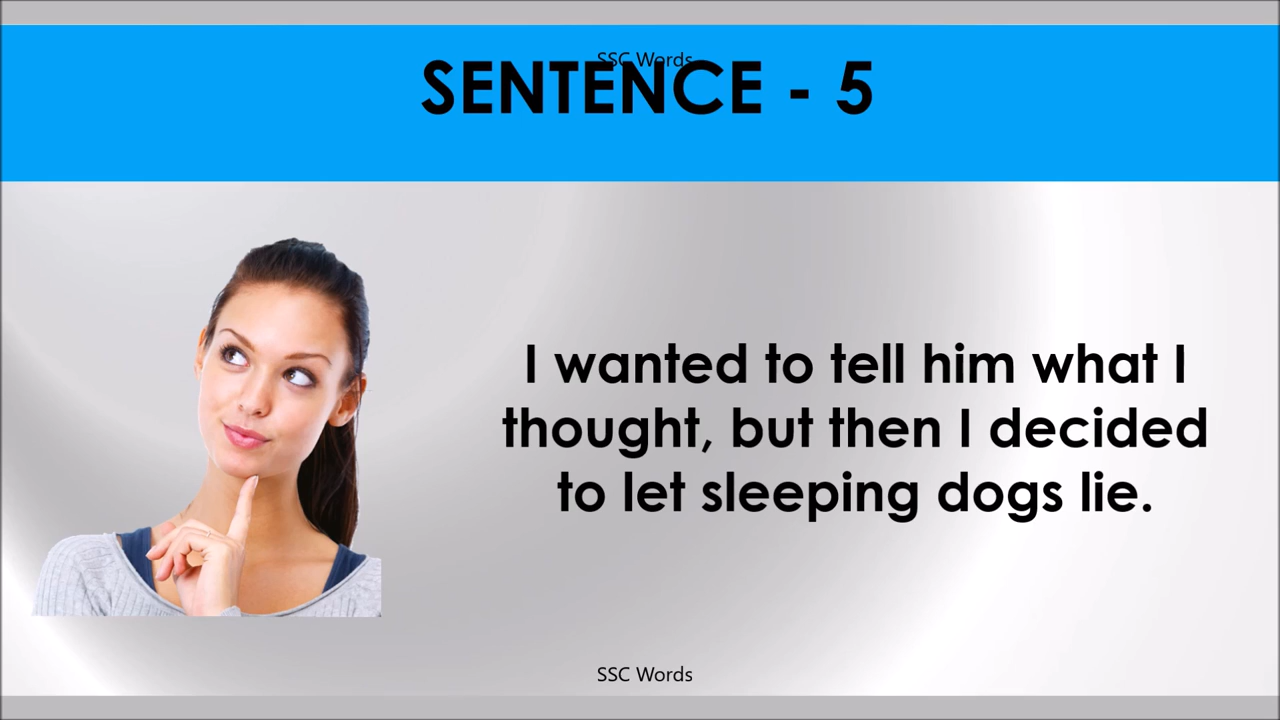 SSC Words
SENTENCE - 5
I wanted to tell him what I
thought, but then I decided
to let sleeping dogs lie.
SSC Words